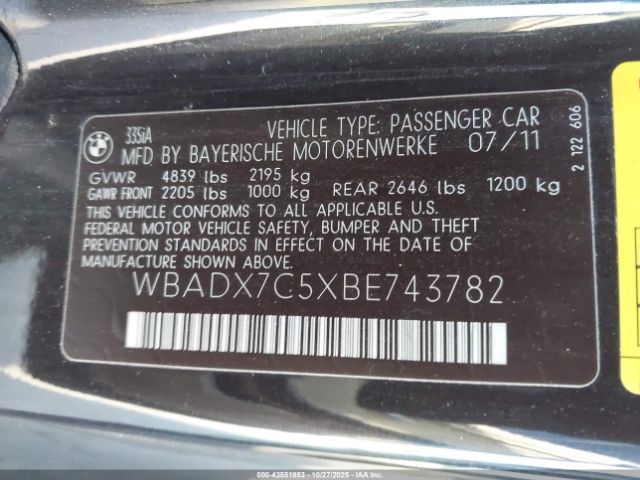 BMW
335iA VEHICLE TYPE: PASSENGER CAR
MFD BY BAYERISCHE MOTORENWERKE 07/11
GVWR 4839 lbs 2195 kg
GAWR FRONT 2205 lbs 1000 kg REAR 2646 lbs 1200 kg
THIS VEHICLE CONFORMS TO ALL APPLICABLE U.S.
FEDERAL MOTOR VEHICLE SAFETY, BUMPER AND THEFT
PREVENTION STANDARDS IN EFFECT ON THE DATE OF
MANUFACTURE SHOWN ABOVE.
WBADX7C5XBE743782
2 122 606
000-43551953 | 10/27/2025 - IAAI.COM